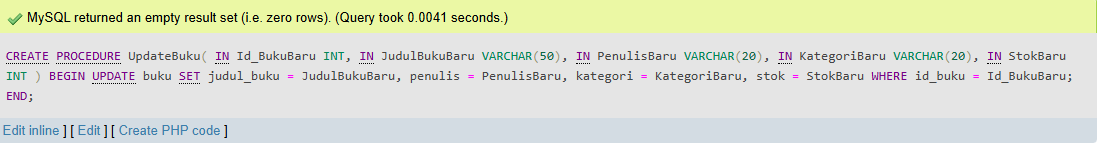 MySQL returned an empty result set (i.e. zero rows). (Query took 0.0041 seconds.)
CREATE PROCEDURE UpdateBuku( IN Id_BukuBaru INT, IN JudulBukuBaru VARCHAR(50), IN PenulisBaru VARCHAR(20), IN KategoriBaru VARCHAR(20), IN StokBaru
INT ) BEGIN UPDATE buku SET judul_buku = JudulBukuBaru, penulis = PenulisBaru, kategori = KategoriBaru, stok = StokBaru WHERE id_buku = Id_BukuBaru;
END;
Edit inline ] [ Edit ] [ Create PHP code ]